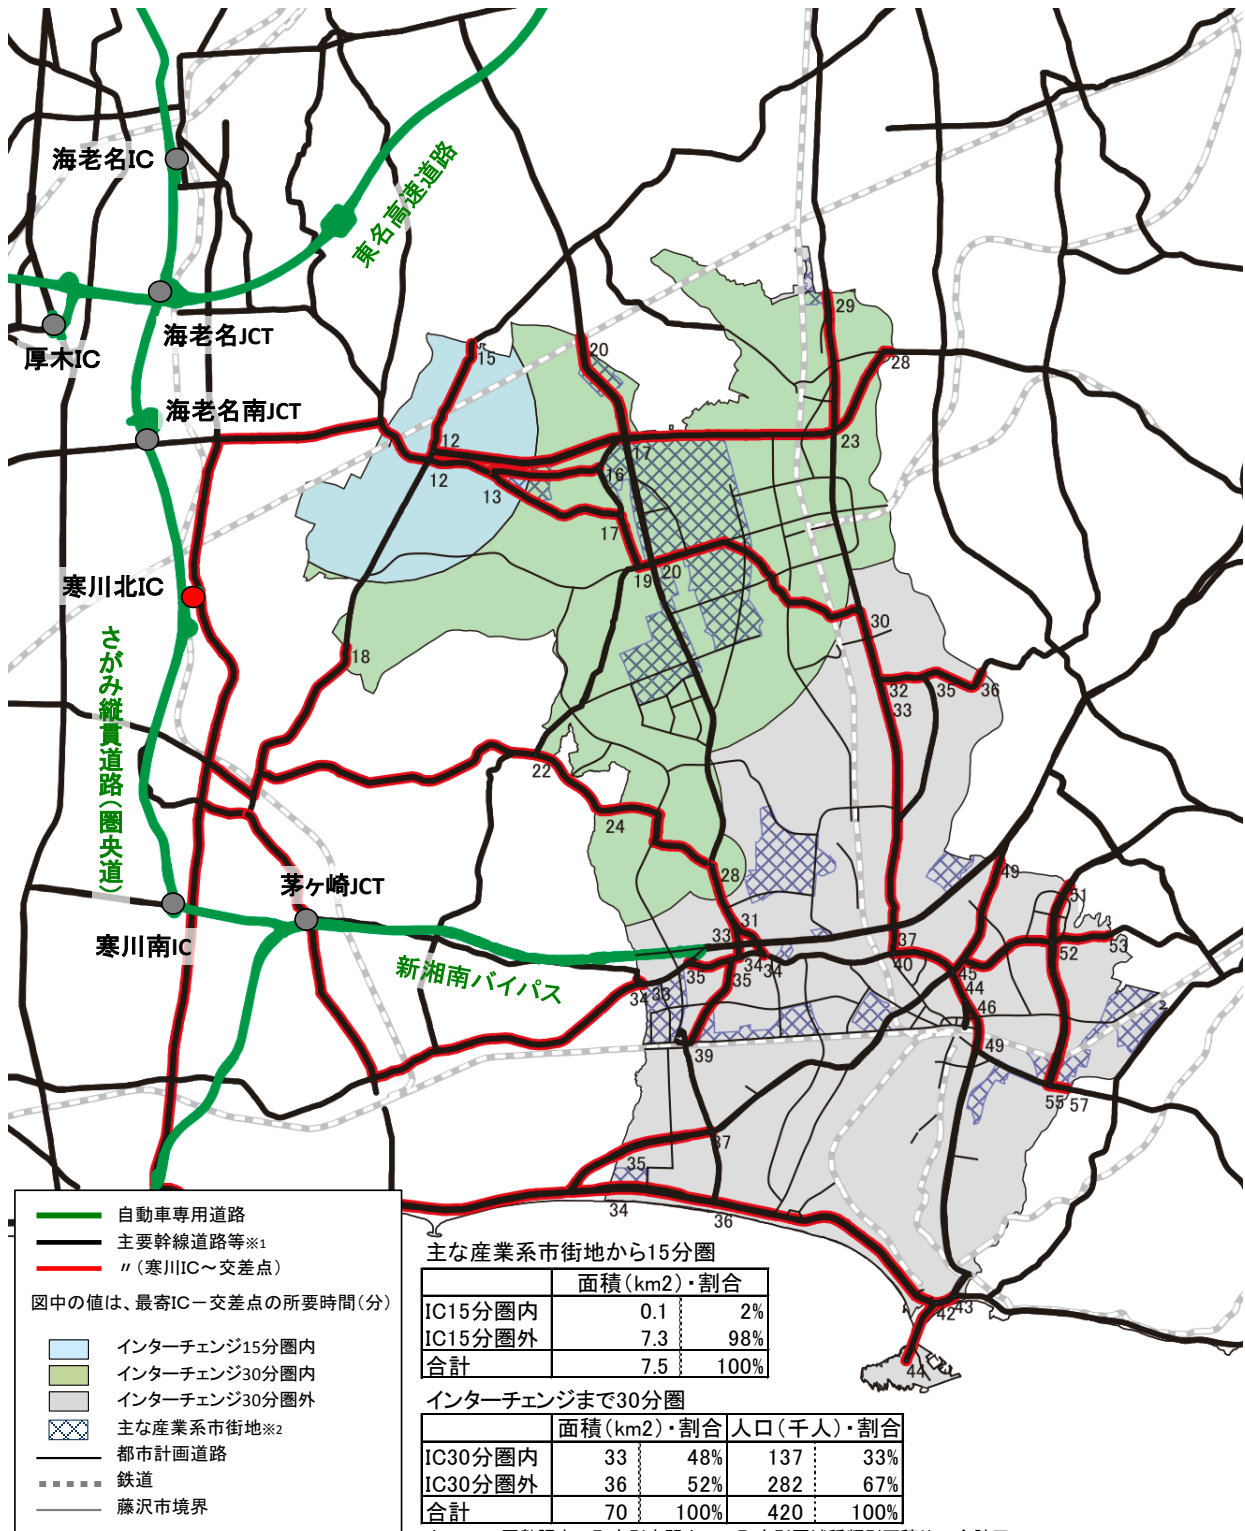 海老名IC
東名高速道路
海老名JCT
厚木IC
海老名南JCT
寒川北IC
さがみ縦貫道路(圏央道)
茅ヶ崎JCT
寒川南IC
新湘南バイパス
29
20
15
28
12
17
23
12
13
16
17
19
20
30
18
32
35
36
33
22
24
28
49
51
31
33
37
52
53
34
34
40
45
35
35
44
34
33
46
39
49
55
57
37
35
34
36
43
42
44
自動車専用道路
主要幹線道路等※1
〃(寒川IC～交差点)
図中の値は、最寄IC－交差点の所要時間(分)
インターチェンジ15分圏内
インターチェンジ30分圏内
インターチェンジ30分圏外
主な産業系市街地※2
都市計画道路
鉄道
藤沢市境界
主な産業系市街地から15分圏
面積(km2)・割合
IC15分圏内 0.1 2%
IC15分圏外 7.3 98%
合計 7.5 100%
インターチェンジまで30分圏
面積(km2)・割合 人口(千人)・割合
IC30分圏内 33 48% 137 33%
IC30分圏外 36 52% 282 67%
合計 70 100% 420 100%